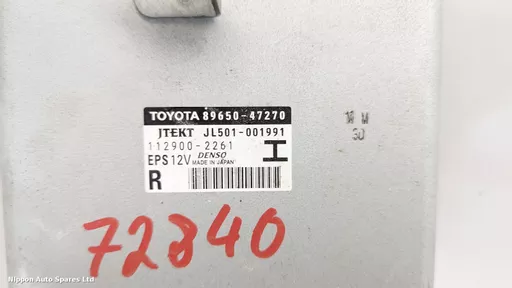 TOYOTA 89650-47270
JTEKT JL501-001991
112900-2261
EPS 12V DENSO MADE IN JAPAN
R
I
72840
Nippon Auto Spares Ltd